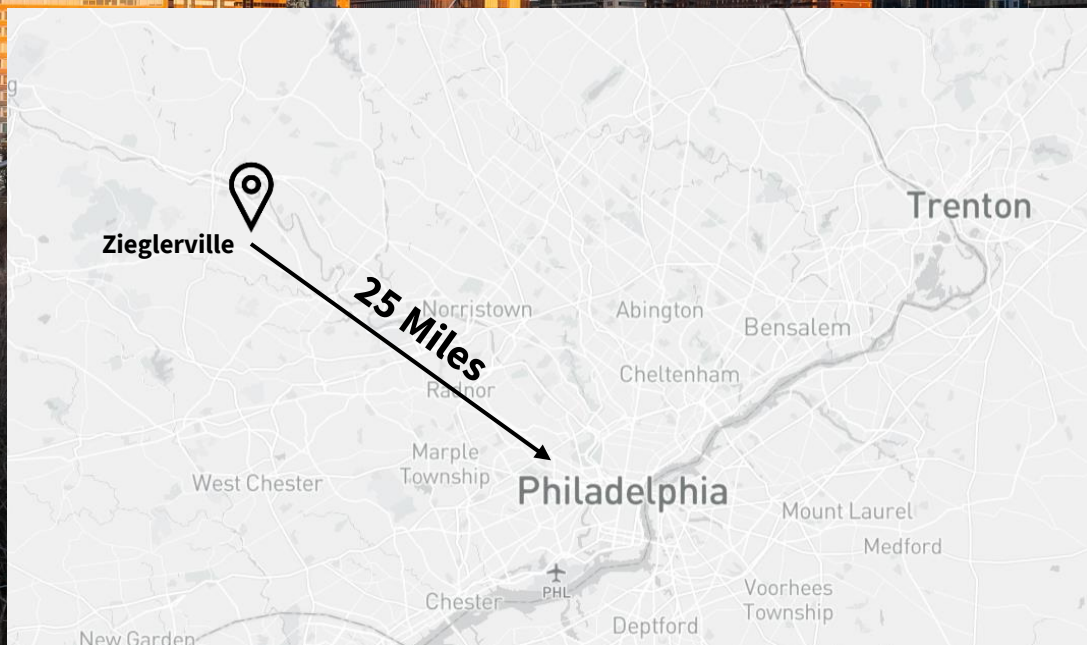 g
Trenton
Zieglerville
25 Miles
Norristown
Abington
Bensalem
Cheltenham
Radnor
Marple
Township
West Chester
Philadelphia
Mount Laurel
Medford
PHL
Chester
Voorhees
Township
Deptford
New Garden